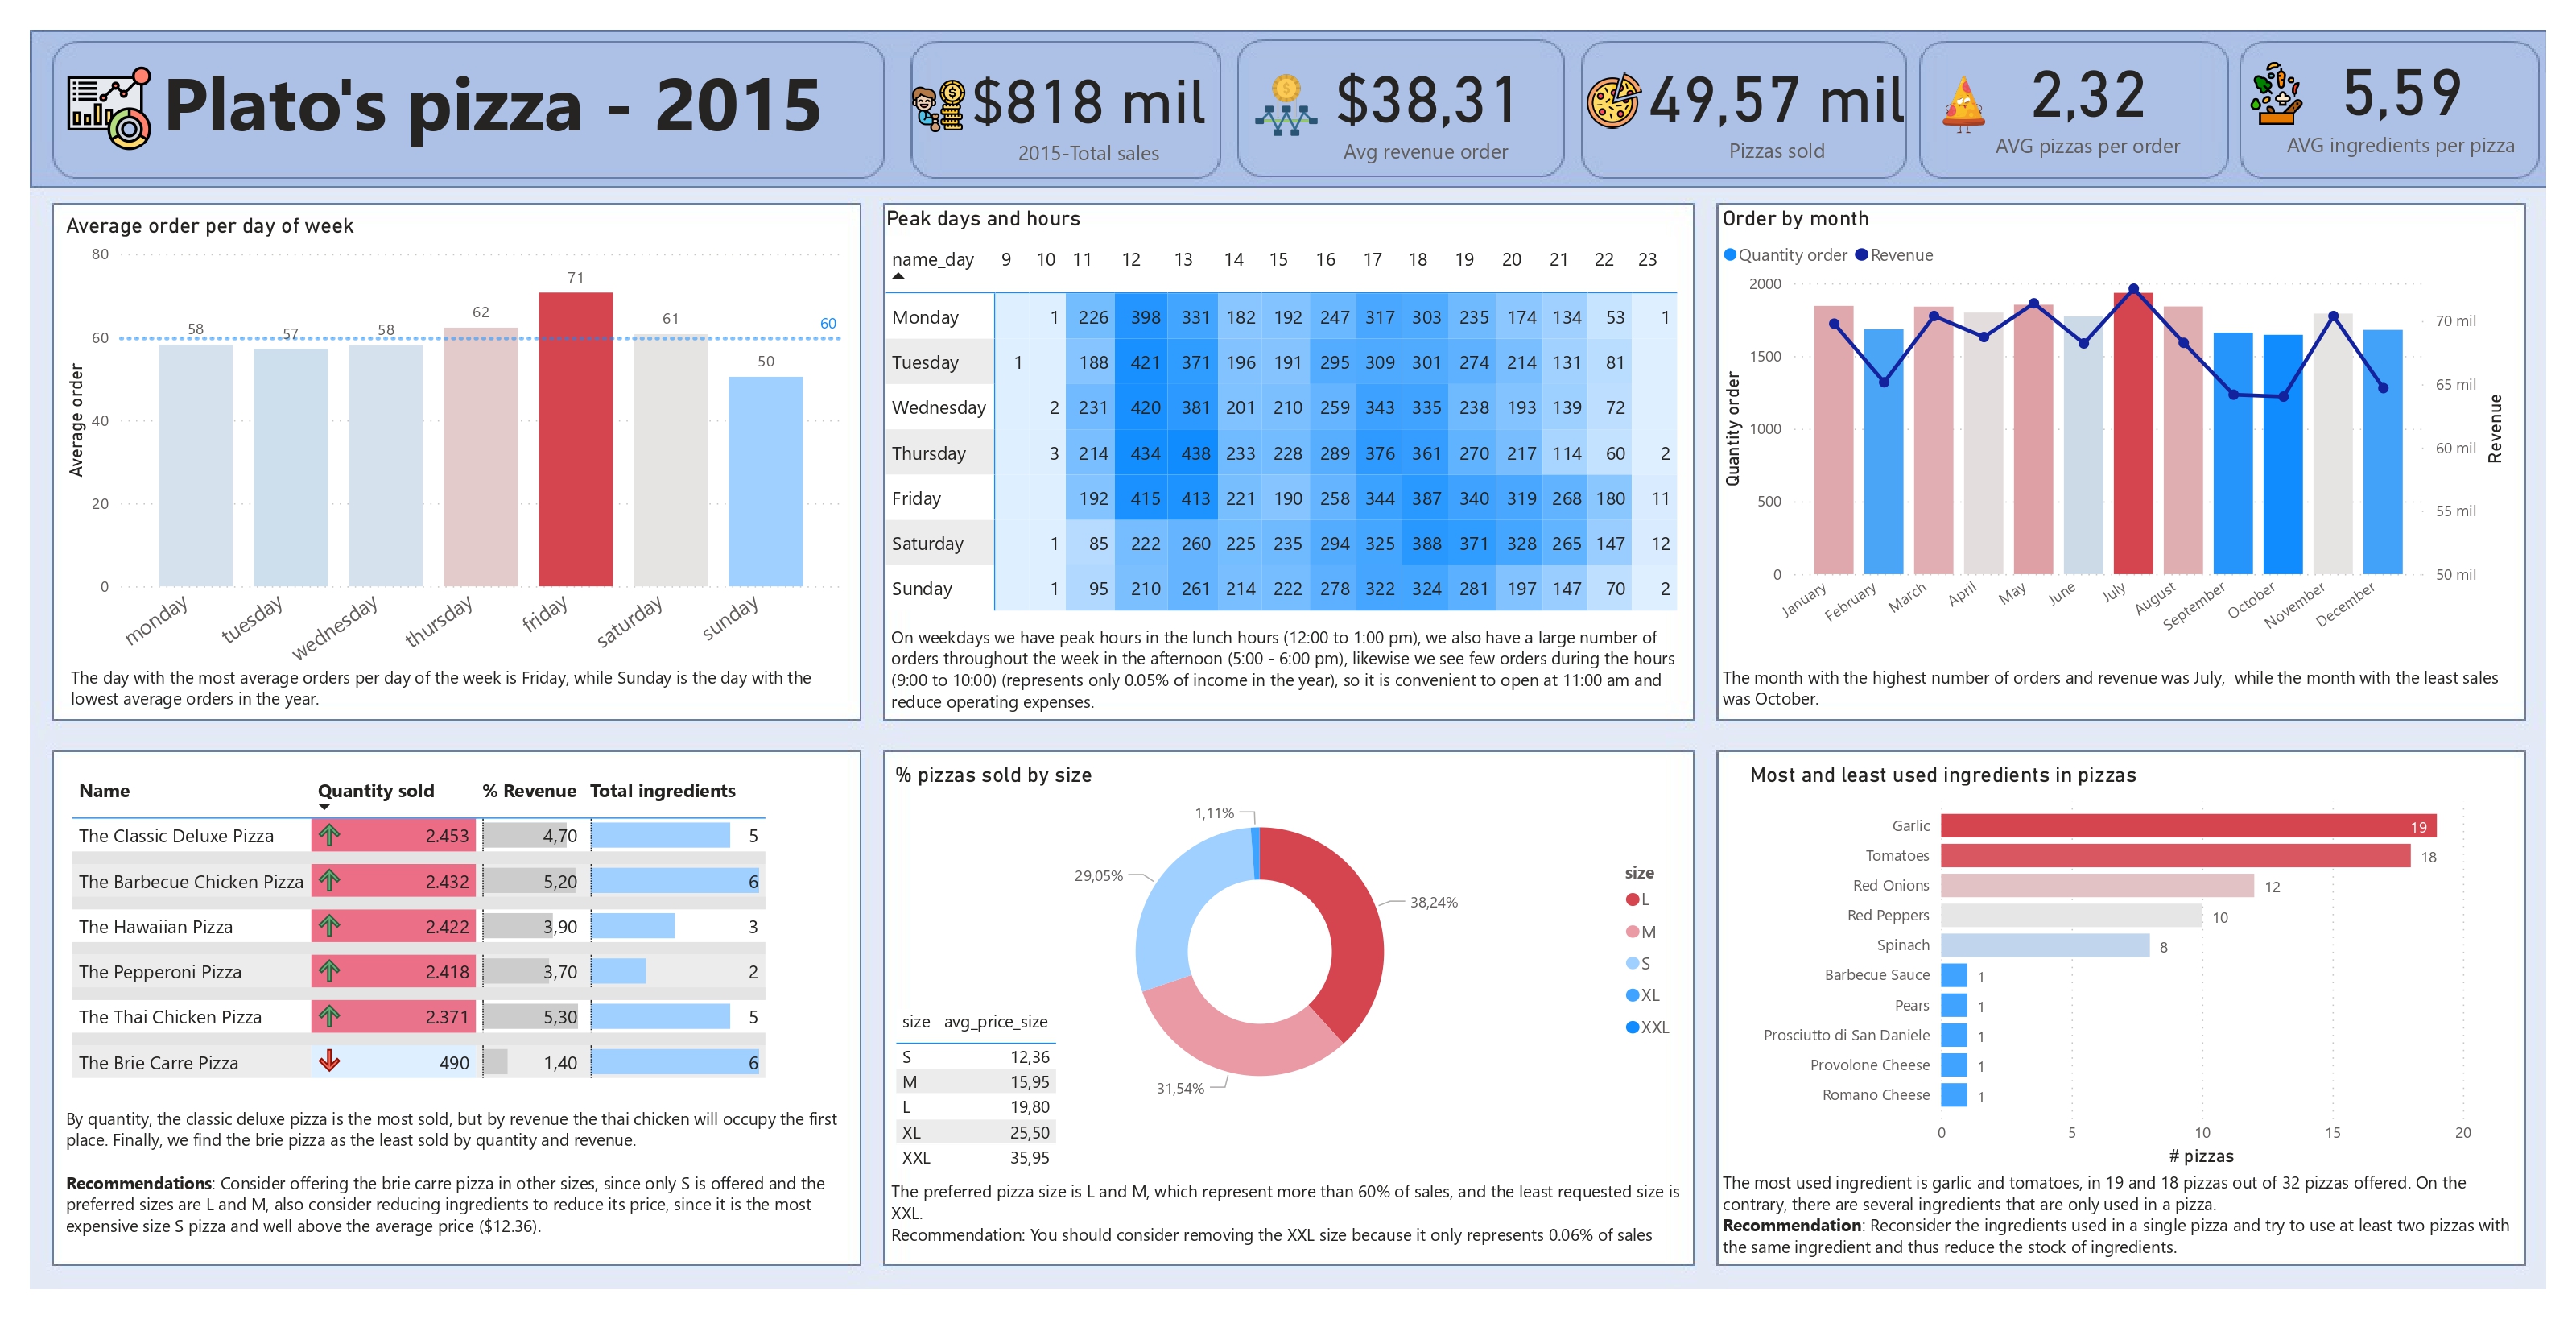 Plato's pizza - 2015
$818 mil
2015-Total sales
$38,31
Avg revenue order
49,57 mil
Pizzas sold
2,32
AVG pizzas per order
5,59
AVG ingredients per pizza
Average order per day of week
Average order
80
60
40
20
0
58
57
58
62
71
61
50
60
monday
tuesday
wednesday
thursday
friday
saturday
sunday
The day with the most average orders per day of the week is Friday, while Sunday is the day with the
lowest average orders in the year.
Peak days and hours
name_day 9 10 11 12 13 14 15 16 17 18 19 20 21 22 23
Monday 1 226 398 331 182 192 247 317 303 235 174 134 53 1
Tuesday 1 188 421 371 196 191 295 309 301 274 214 131 81
Wednesday 2 231 420 381 201 210 259 343 335 238 193 139 72
Thursday 3 214 434 438 233 228 289 376 361 270 217 114 60 2
Friday 192 415 413 221 190 258 344 387 340 319 268 180 11
Saturday 1 85 222 260 225 235 294 325 388 371 328 265 147 12
Sunday 1 95 210 261 214 222 278 322 324 281 197 147 70 2
On weekdays we have peak hours in the lunch hours (12:00 to 1:00 pm), we also have a large number of
orders throughout the week in the afternoon (5:00 - 6:00 pm), likewise we see few orders during the hours
(9:00 to 10:00) (represents only 0.05% of income in the year), so it is convenient to open at 11:00 am and
reduce operating expenses.
Order by month
Quantity order Revenue
Quantity order
2000
1500
1000
500
0
70 mil
65 mil
60 mil
55 mil
50 mil
Revenue
January
February
March
April
May
June
July
August
September
October
November
December
The month with the highest number of orders and revenue was July, while the month with the least sales
was October.
Name Quantity sold % Revenue Total ingredients
The Classic Deluxe Pizza 2.453 4,70 5
The Barbecue Chicken Pizza 2.432 5,20 6
The Hawaiian Pizza 2.422 3,90 3
The Pepperoni Pizza 2.418 3,70 2
The Thai Chicken Pizza 2.371 5,30 5
The Brie Carre Pizza 490 1,40 6
By quantity, the classic deluxe pizza is the most sold, but by revenue the thai chicken will occupy the first
place. Finally, we find the brie pizza as the least sold by quantity and revenue.
Recommendations: Consider offering the brie carre pizza in other sizes, since only S is offered and the
preferred sizes are L and M, also consider reducing ingredients to reduce its price, since it is the most
expensive size S pizza and well above the average price ($12.36).
% pizzas sold by size
1,11%
29,05%
38,24%
31,54%
size
L
M
S
XL
XXL
size avg_price_size
S 12,36
M 15,95
L 19,80
XL 25,50
XXL 35,95
The preferred pizza size is L and M, which represent more than 60% of sales, and the least requested size is
XXL.
Recommendation: You should consider removing the XXL size because it only represents 0.06% of sales
Most and least used ingredients in pizzas
Garlic 19
Tomatoes 18
Red Onions 12
Red Peppers 10
Spinach 8
Barbecue Sauce 1
Pears 1
Prosciutto di San Daniele 1
Provolone Cheese 1
Romano Cheese 1
0 5 10 15 20
# pizzas
The most used ingredient is garlic and tomatoes, in 19 and 18 pizzas out of 32 pizzas offered. On the
contrary, there are several ingredients that are only used in a pizza.
Recommendation: Reconsider the ingredients used in a single pizza and try to use at least two pizzas with
the same ingredient and thus reduce the stock of ingredients.